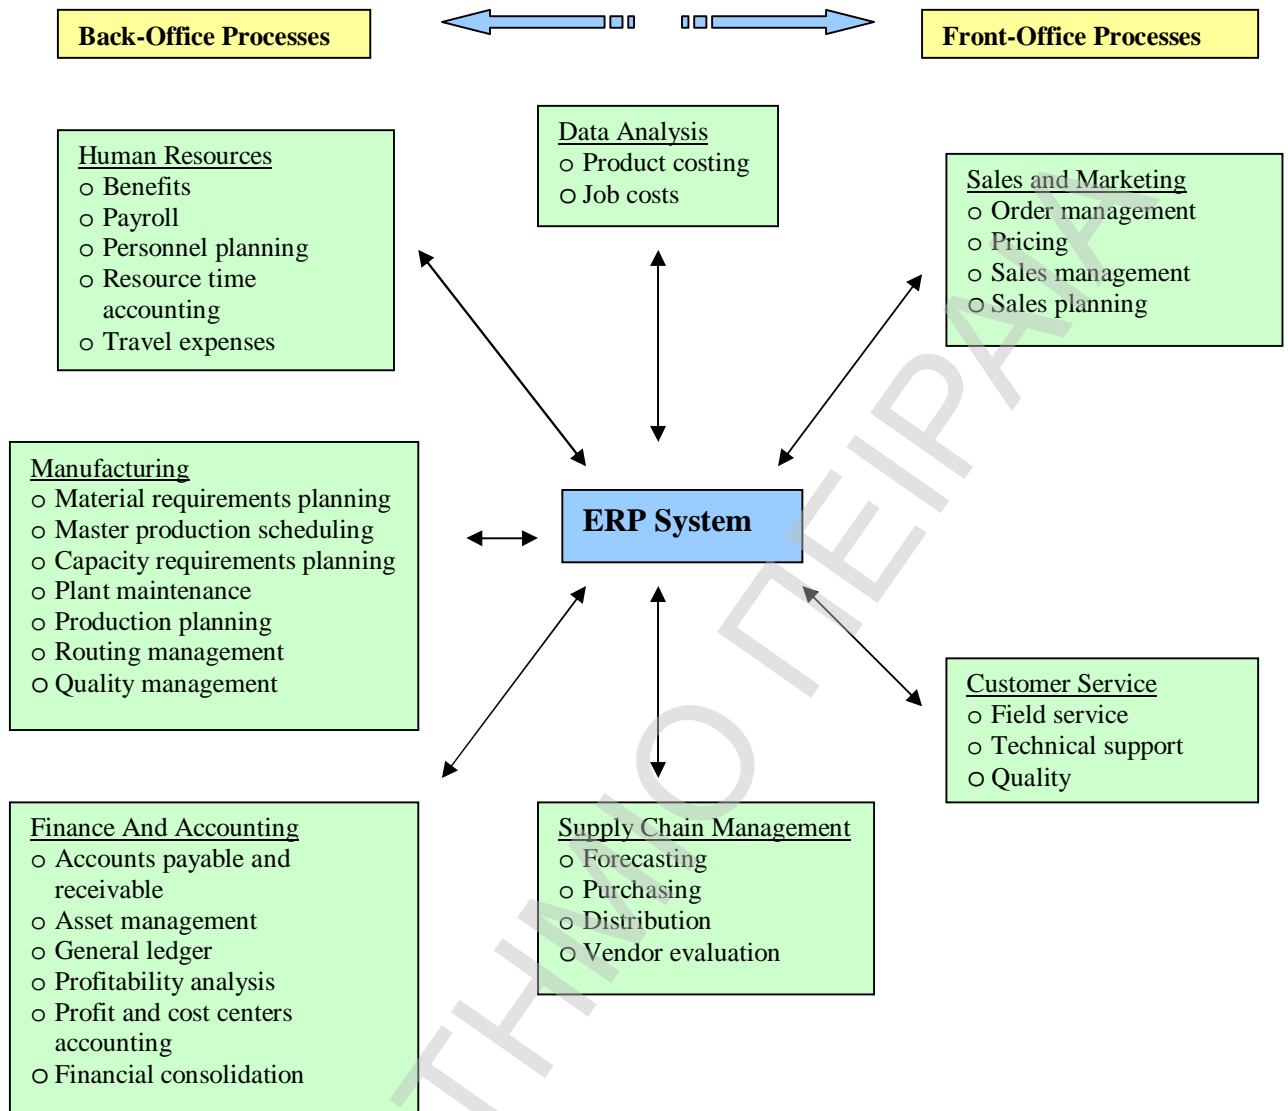 Back-Office Processes
Front-Office Processes
Human Resources
o Benefits
o Payroll
o Personnel planning
o Resource time
accounting
o Travel expenses
Data Analysis
o Product costing
o Job costs
Sales and Marketing
o Order management
o Pricing
o Sales management
o Sales planning
Manufacturing
o Material requirements planning
o Master production scheduling
o Capacity requirements planning
o Plant maintenance
o Production planning
o Routing management
o Quality management
ERP System
Customer Service
o Field service
o Technical support
o Quality
Finance And Accounting
o Accounts payable and
receivable
o Asset management
o General ledger
o Profitability analysis
o Profit and cost centers
accounting
o Financial consolidation
Supply Chain Management
o Forecasting
o Purchasing
o Distribution
o Vendor evaluation
ΤΗΜΙΟ ΠΕΙΡΑΙΑ